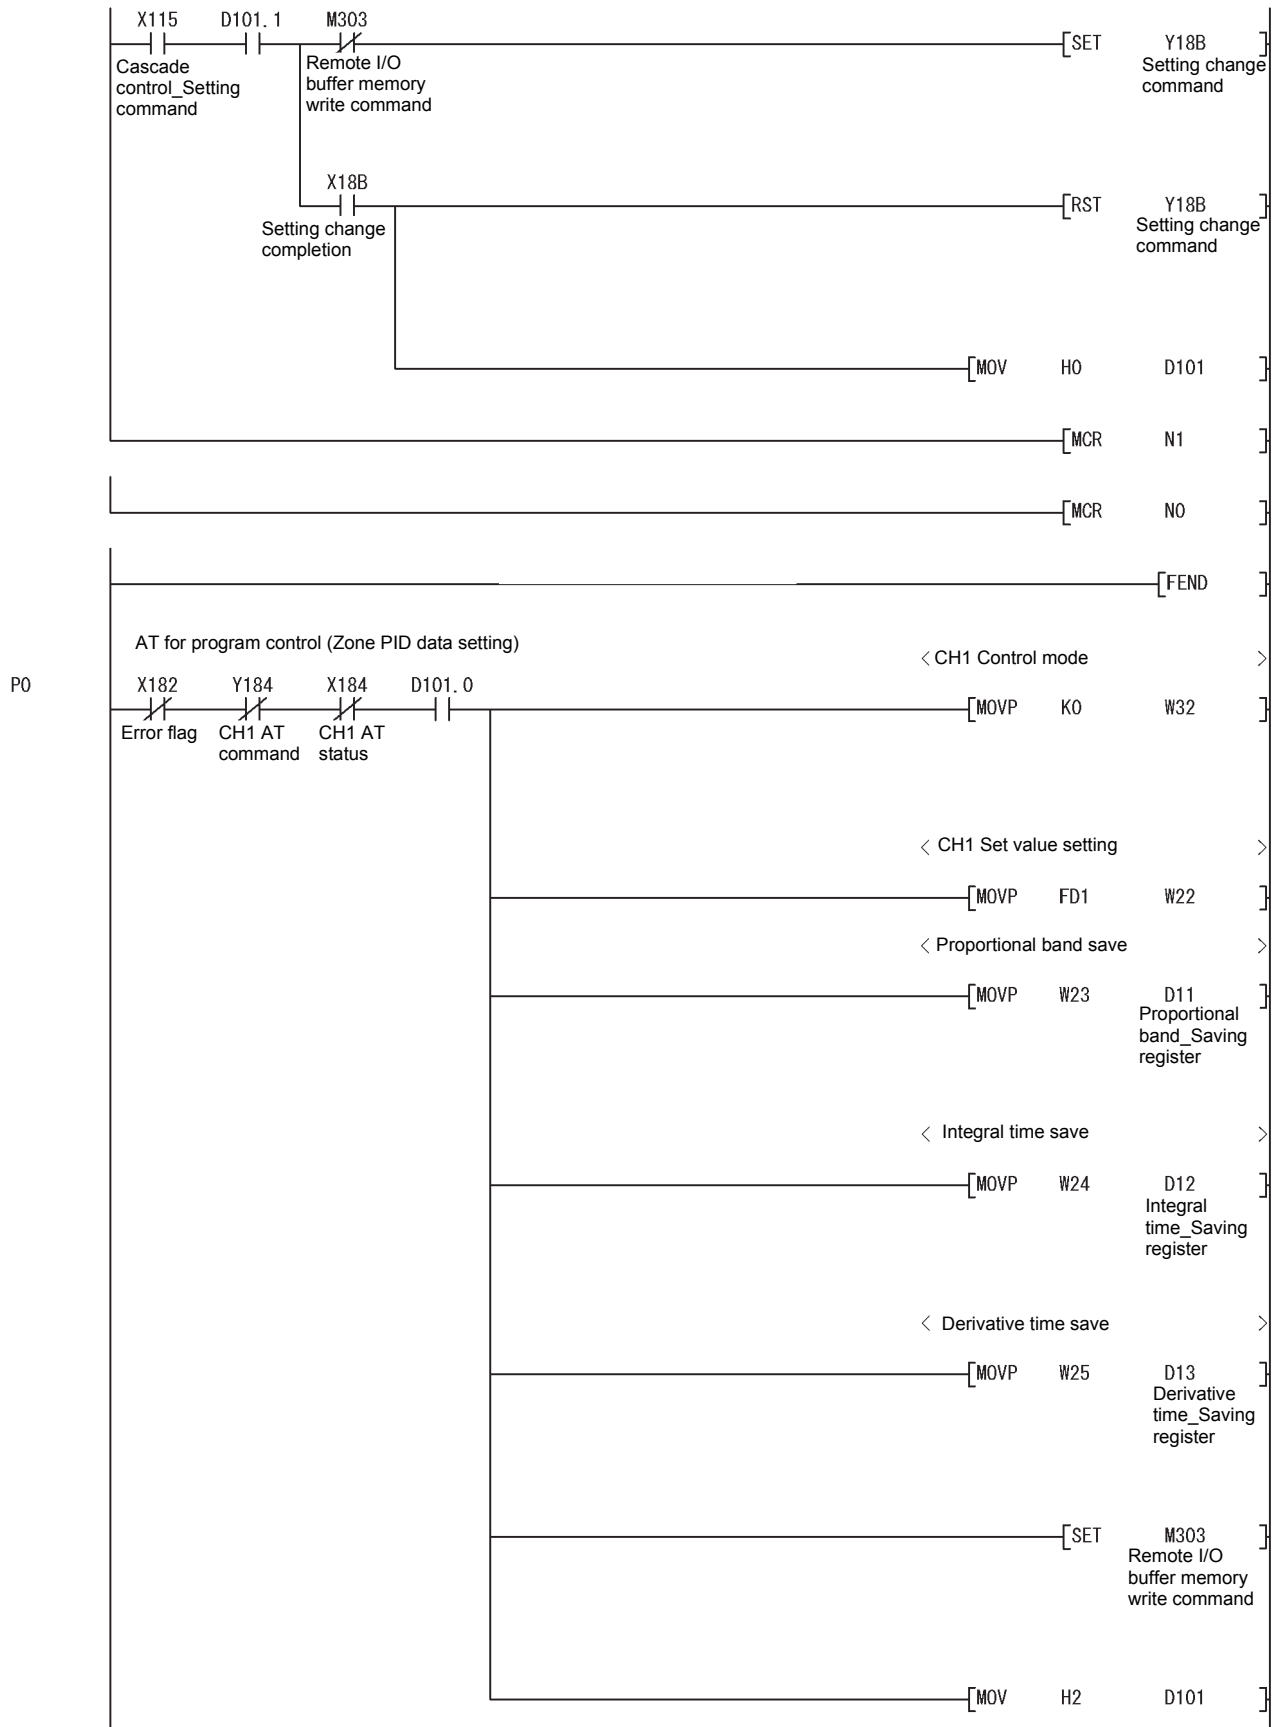 X115 D101.1 M303
[SET Y18B ]
Cascade
control_Setting
command
Remote I/O
buffer memory
write command
Setting change
command
X18B
[RST Y18B ]
Setting change
completion
Setting change
command
[MOV H0 D101 ]
[MCR N1 ]
[MCR N0 ]
[FEND ]
AT for program control (Zone PID data setting)
< CH1 Control mode >
P0 X182 Y184 X184 D101.0
[MOVP K0 W32 ]
Error flag
CH1 AT
command
CH1 AT
status
< CH1 Set value setting >
[MOVP FD1 W22 ]
< Proportional band save >
[MOVP W23 D11 ]
Proportional
band_Saving
register
< Integral time save >
[MOVP W24 D12 ]
Integral
time_Saving
register
< Derivative time save >
[MOVP W25 D13 ]
Derivative
time_Saving
register
[SET M303 ]
Remote I/O
buffer memory
write command
[MOV H2 D101 ]